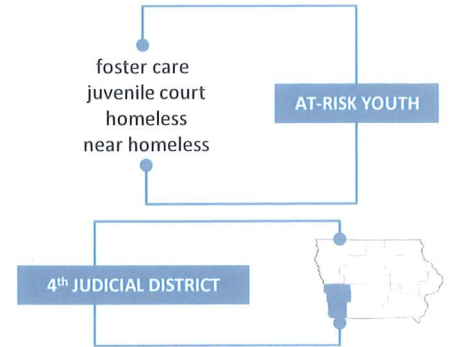 foster care
juvenile court
homeless
near homeless
AT-RISK YOUTH
4th JUDICIAL DISTRICT